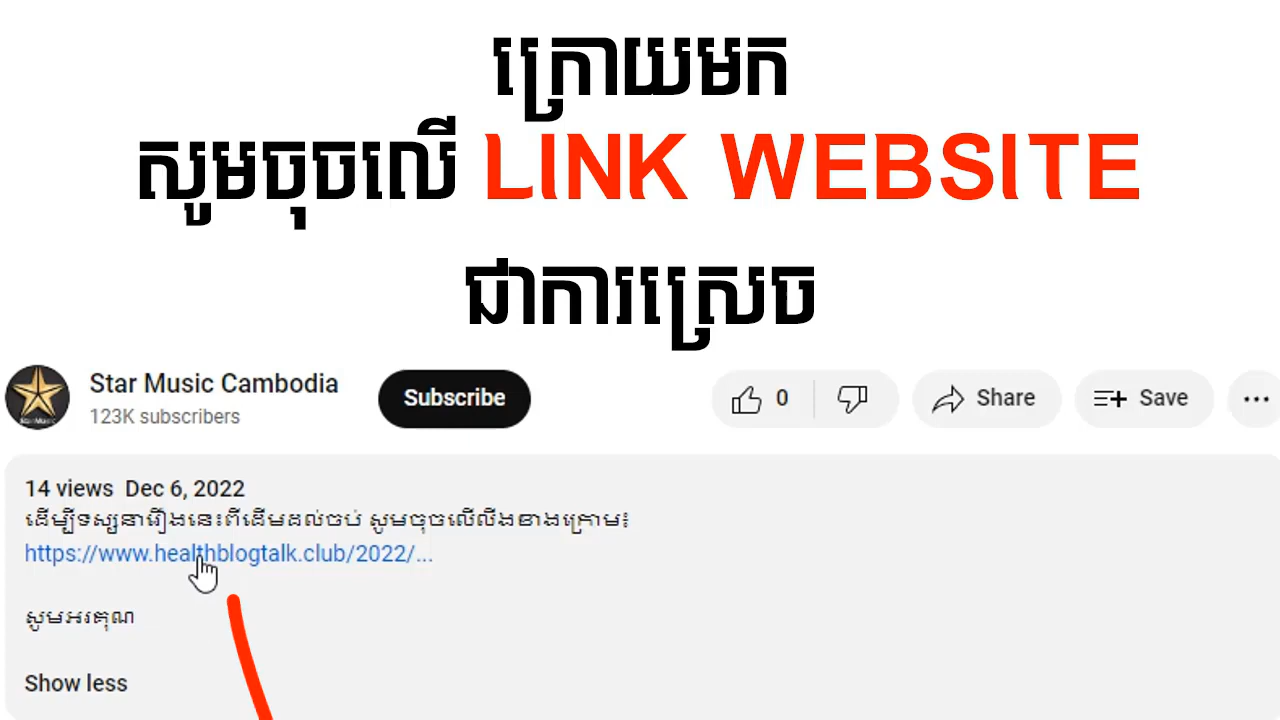 ក្រោយមក
សូមចុចលើ LINK WEBSITE
ជាការស្រេច
Star Music Cambodia
123K subscribers
Subscribe
0
Share
Save
14 views Dec 6, 2022
ដើម្បីទស្សនារឿងនេះពីដើមដល់ចប់ សូមចុចលើលីងខាងក្រោម៖
https://www.healthblogtalk.club/2022/...
សូមអរគុណ
Show less